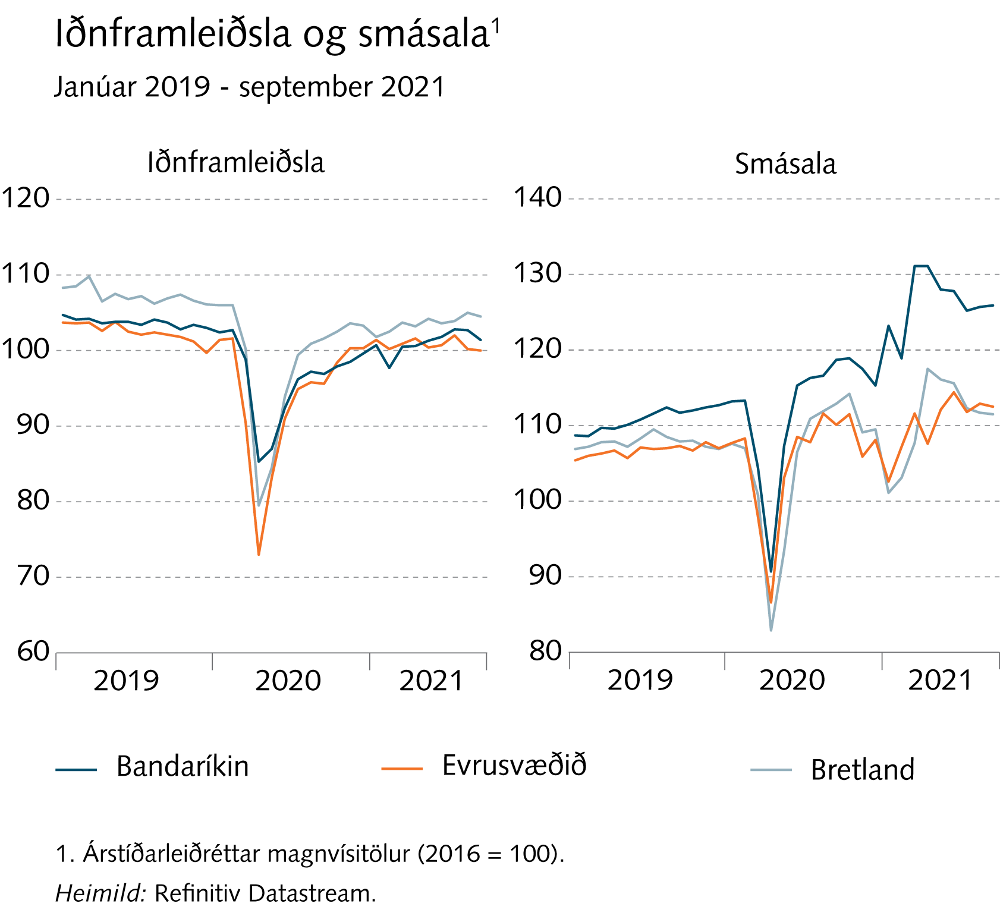 Iðnframleiðsla og smásala¹
Janúar 2019 - september 2021
Iðnframleiðsla
120
110
100
90
80
70
60
2019 2020 2021
Smásala
140
130
120
110
100
90
80
2019 2020 2021
Bandaríkin Evrusvæðið Bretland
1. Árstíðarleiðréttar magnvísitölur (2016 = 100).
Heimild: Refinitiv Datastream.